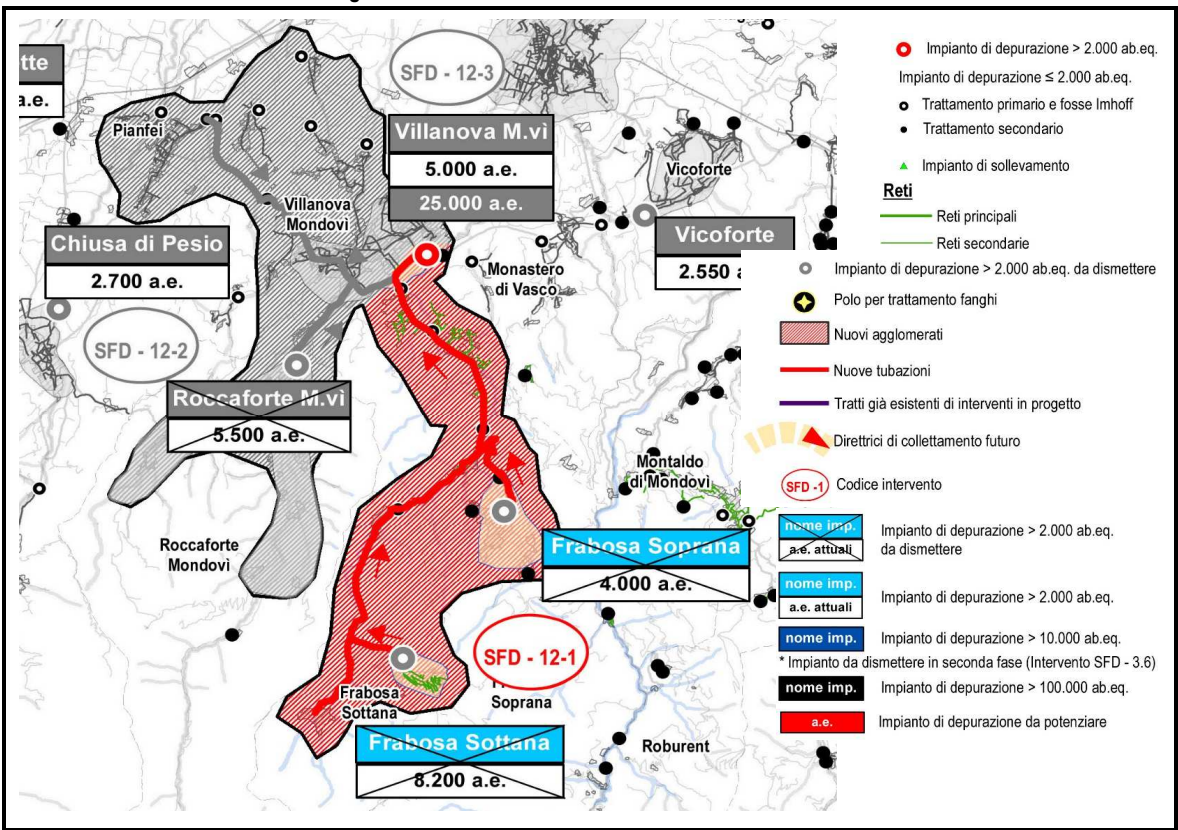 tte
a.e.
SFD - 12-3
Pianfei
Villanova M.vì
5.000 a.e.
25.000 a.e.
Vicoforte
Villanova
Mondovì
Chiusa di Pesio
2.700 a.e.
Vicoforte
2.550
Monastero
di Vasco
SFD - 12-2
Roccaforte M.vì
5.500 a.e.
Montaldo
di Mondovì
Roccaforte
Mondovì
Frabosa Soprana
4.000 a.e.
SFD - 12-1
Frabosa
Sottana
Soprana
Frabosa Sottana
8.200 a.e.
Roburent
Impianto di depurazione > 2.000 ab.eq.
Impianto di depurazione ≤ 2.000 ab.eq.
Trattamento primario e fosse Imhoff
Trattamento secondario
Impianto di sollevamento
Reti
Reti principali
Reti secondarie
Impianto di depurazione > 2.000 ab.eq. da dismettere
Polo per trattamento fanghi
Nuovi agglomerati
Nuove tubazioni
Tratti già esistenti di interventi in progetto
Direttrici di collettamento futuro
SFD -1 Codice intervento
nome imp.
a.e. attuali
Impianto di depurazione > 2.000 ab.eq.
da dismettere
nome imp.
a.e. attuali
Impianto di depurazione > 2.000 ab.eq.
nome imp. Impianto di depurazione > 10.000 ab.eq.
* Impianto da dismettere in seconda fase (Intervento SFD - 3.6)
nome imp. Impianto di depurazione > 100.000 ab.eq.
a.e. Impianto di depurazione da potenziare